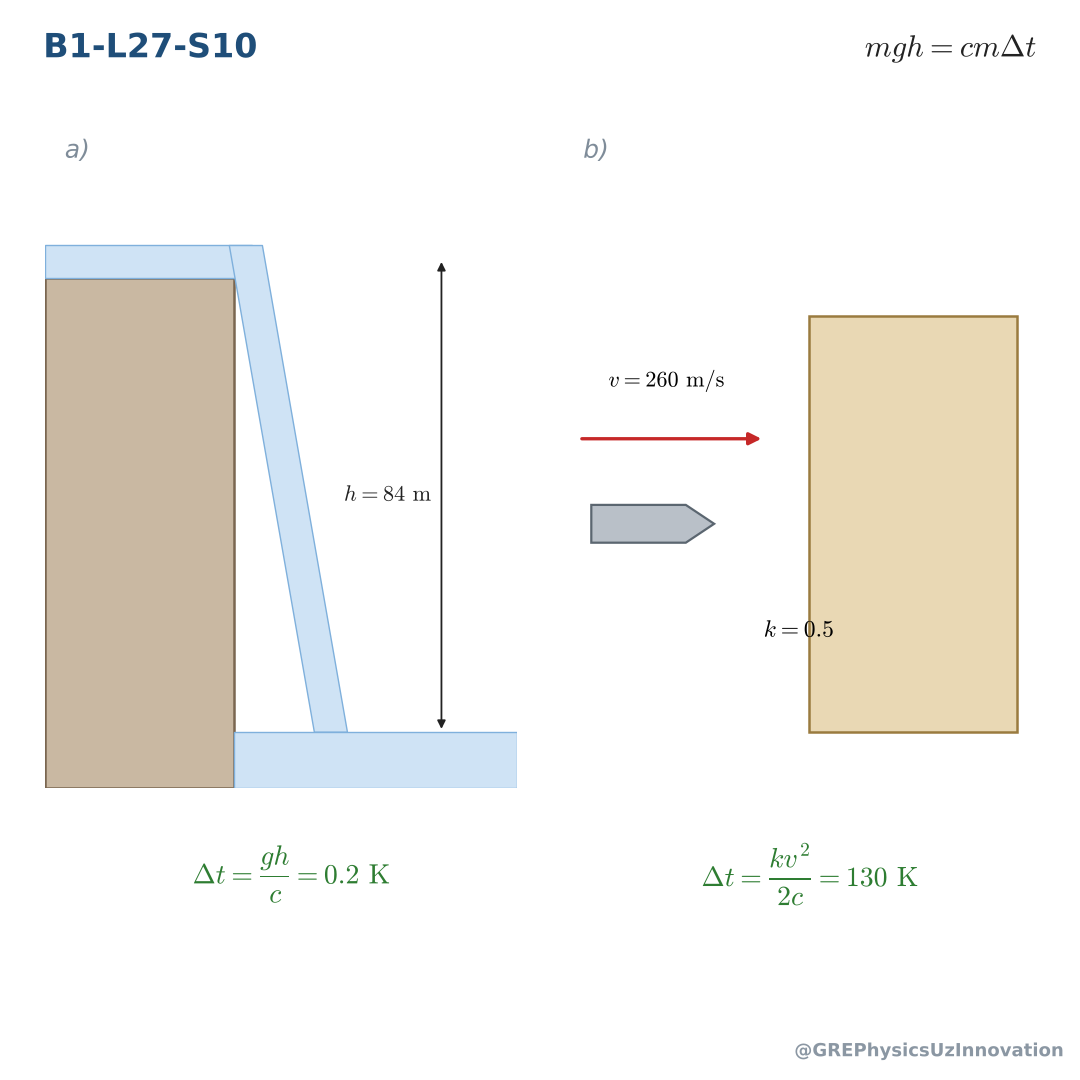 B1-L27-S10
mgh = cmΔt
a)
b)
v = 260 m/s
h = 84 m
k = 0.5
Δt = gh/c = 0.2 K
Δt = kv²/2c = 130 K
@GREPhysicsUzInnovation